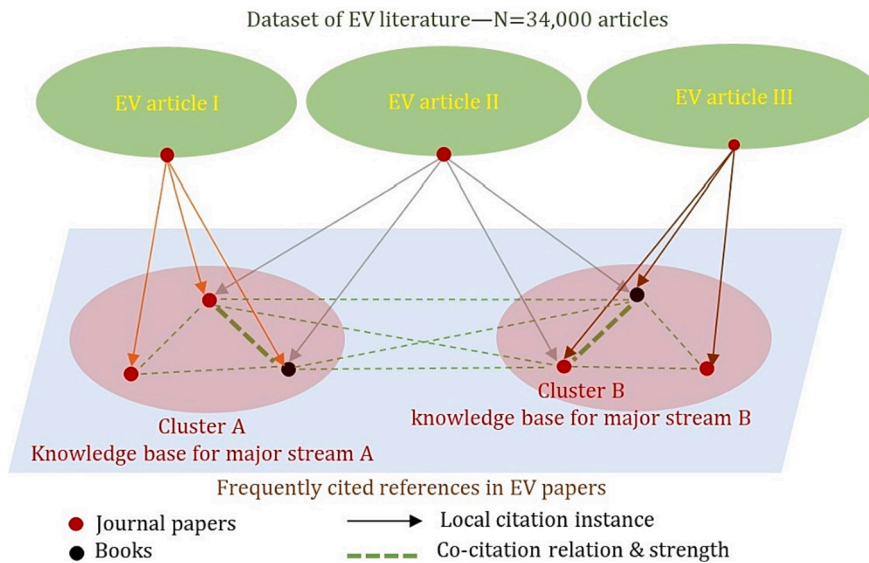 Dataset of EV literature—N=34,000 articles
EV article I
EV article II
EV article III
Cluster A
Knowledge base for major stream A
Cluster B
knowledge base for major stream B
Frequently cited references in EV papers
Journal papers
Local citation instance
Books
Co-citation relation & strength